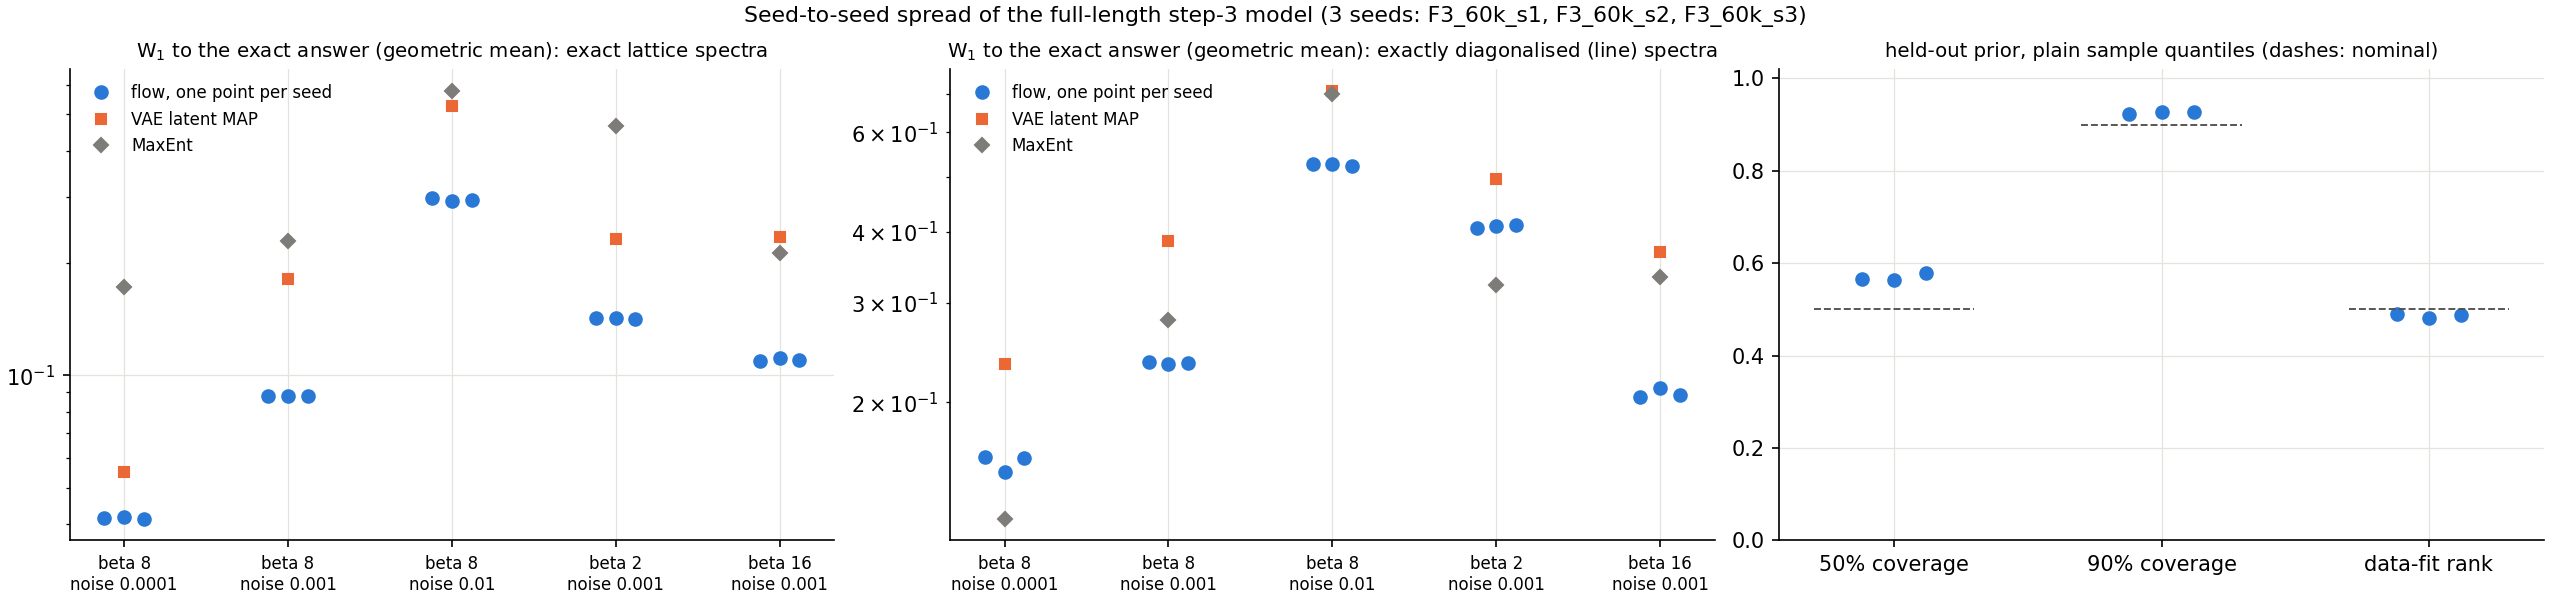 Seed-to-seed spread of the full-length step-3 model (3 seeds: F3_60k_s1, F3_60k_s2, F3_60k_s3)
W₁ to the exact answer (geometric mean): exact lattice spectra
flow, one point per seed
VAE latent MAP
MaxEnt
10⁻¹
beta 8 noise 0.0001
beta 8 noise 0.001
beta 8 noise 0.01
beta 2 noise 0.001
beta 16 noise 0.001
W₁ to the exact answer (geometric mean): exactly diagonalised (line) spectra
flow, one point per seed
VAE latent MAP
MaxEnt
6 × 10⁻¹
4 × 10⁻¹
3 × 10⁻¹
2 × 10⁻¹
beta 8 noise 0.0001
beta 8 noise 0.001
beta 8 noise 0.01
beta 2 noise 0.001
beta 16 noise 0.001
held-out prior, plain sample quantiles (dashes: nominal)
1.0
0.8
0.6
0.4
0.2
0.0
50% coverage
90% coverage
data-fit rank